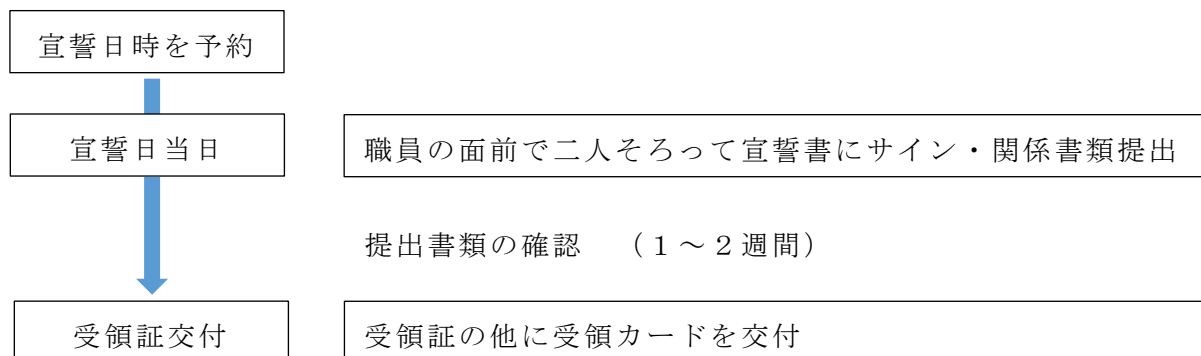 宣誓日時を予約
宣誓日当日
職員の面前で二人そろって宣誓書にサイン・関係書類提出
提出書類の確認　（１～２週間）
受領証交付
受領証の他に受領カードを交付